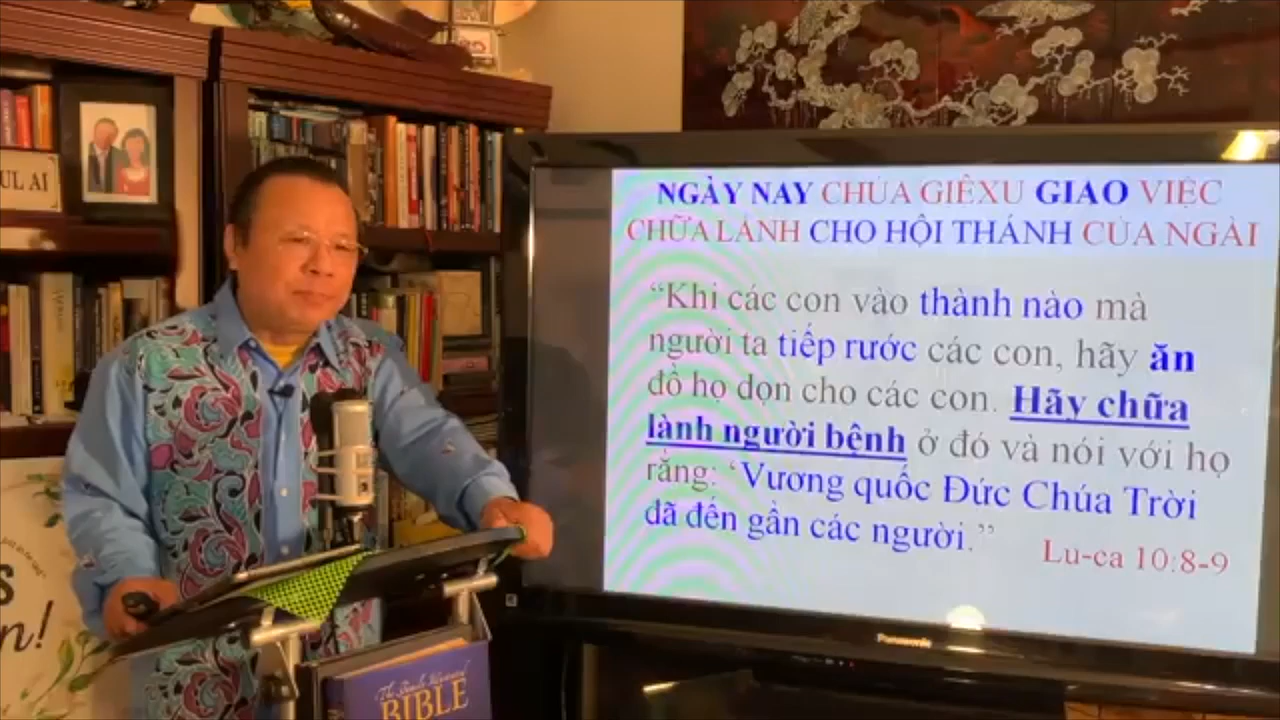 UL AI
NGÀY NAY CHÚA GIÊXU GIAO VIỆC
CHỮA LÀNH CHO HỘI THÁNH CỦA NGÀI
“Khi các con vào thành nào mà
người ta tiếp rước các con, hãy ăn
đồ họ dọn cho các con. Hãy chữa
lành người bệnh ở đó và nói với họ
rằng: ‘Vương quốc Đức Chúa Trời
đã đến gần các người.”
Lu-ca 10:8-9
Panasonic
BIBLE